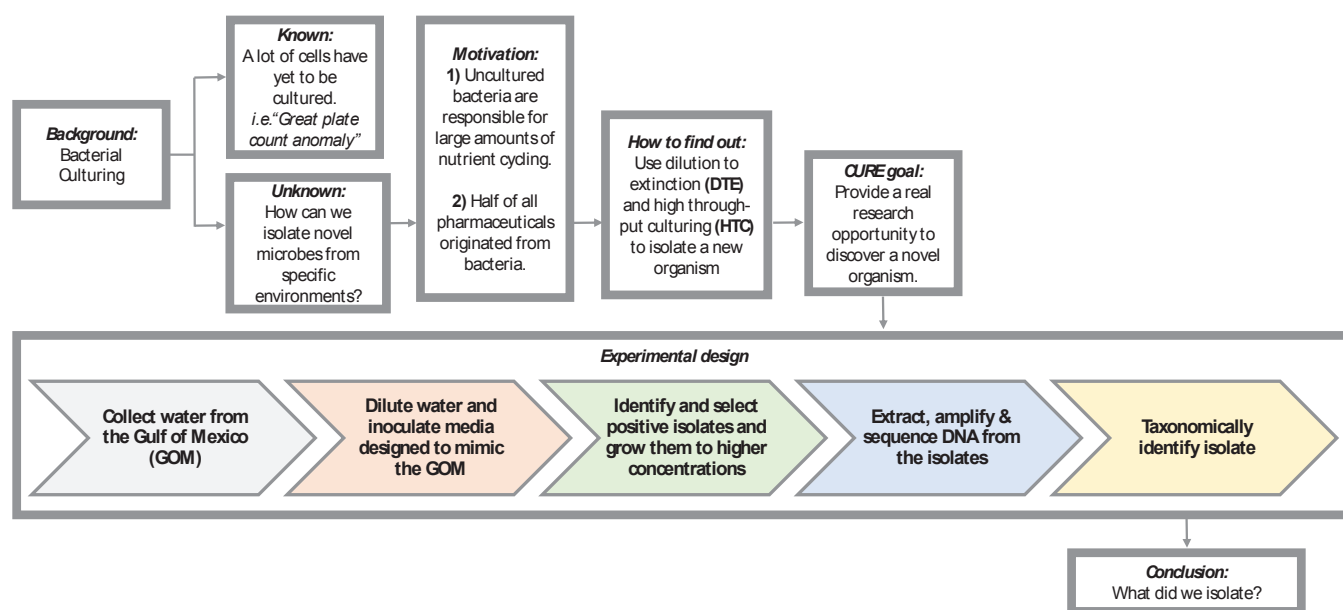 Background:
Bacterial
Culturing
Known:
A lot of cells have
yet to be
cultured.
i.e.“Great plate
count anomaly”
Unknown:
How can we
isolate novel
microbes from
specific
environments?
Motivation:
1) Uncultured
bacteria are
responsible for
large amounts of
nutrient cycling.
2) Half of all
pharmaceuticals
originated from
bacteria.
How to find out:
Use dilution to
extinction (DTE)
and high through-
put culturing (HTC)
to isolate a new
organism
CURE goal:
Provide a real
research
opportunity to
discover a novel
organism.
Experimental design
Collect water from
the Gulf of Mexico
(GOM)
Dilute water and
inoculate media
designed to mimic
the GOM
Identify and select
positive isolates and
grow them to higher
concentrations
Extract, amplify &
sequence DNA from
the isolates
Taxonomically
identify isolate
Conclusion:
What did we isolate?